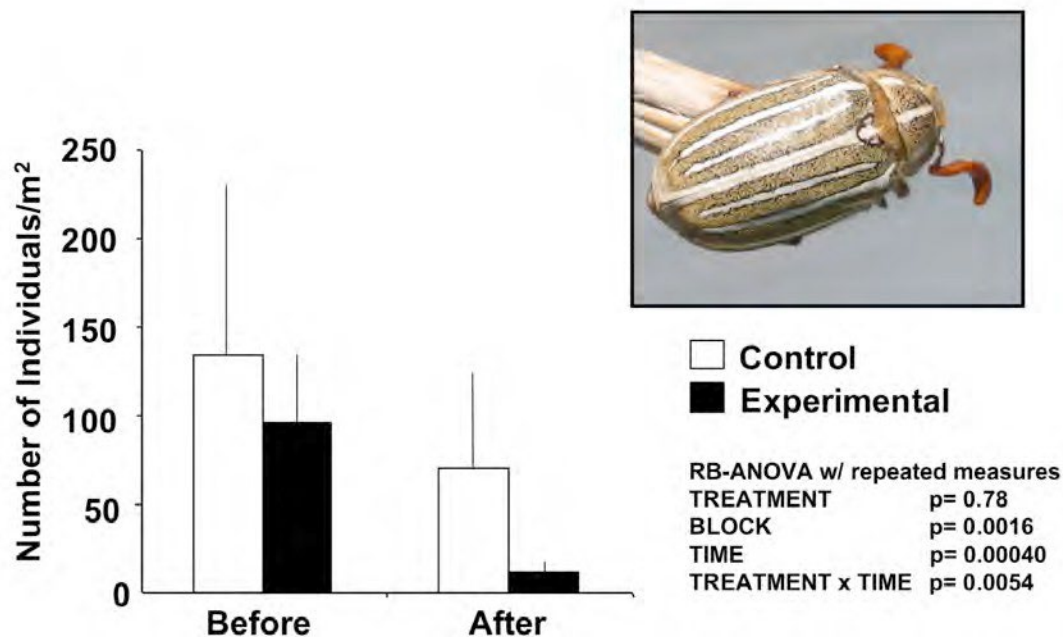 Number of Individuals/m²
250
200
150
100
50
0
Before After
Control
Experimental
RB-ANOVA w/ repeated measures
TREATMENT p= 0.78
BLOCK p= 0.0016
TIME p= 0.00040
TREATMENT x TIME p= 0.0054